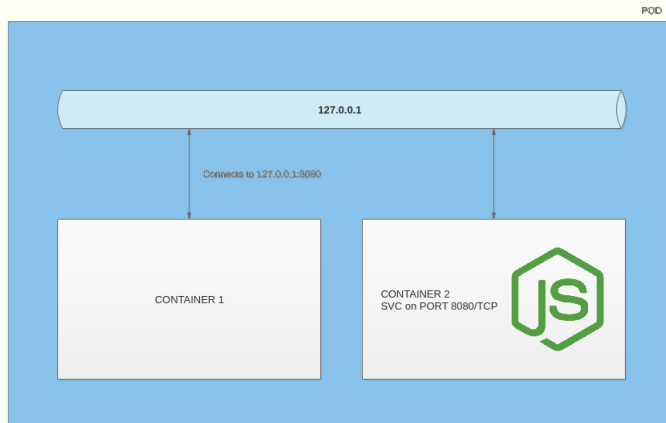 POD
127.0.0.1
Connects to 127.0.0.1:8080
CONTAINER 1
CONTAINER 2
SVC on PORT 8080/TCP
JS